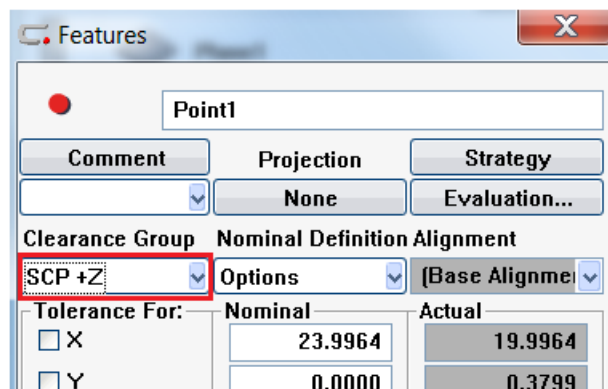 Features
X
Point1
Comment Projection Strategy
None Evaluation...
Clearance Group Nominal Definition Alignment
SCP +Z Options (Base Alignmei
Tolerance For: Nominal Actual
X 23.9964 19.9964
Y 0.0000 0.3799